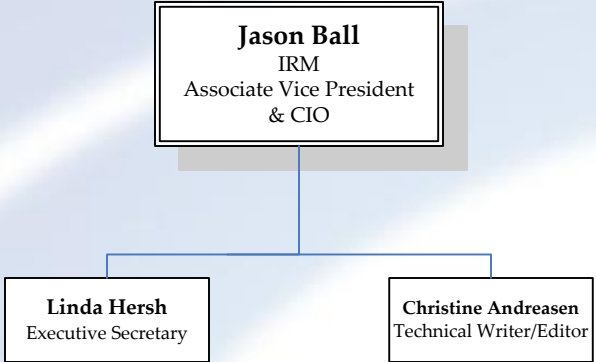 Jason Ball
IRM
Associate Vice President
& CIO
Linda Hersh
Executive Secretary
Christine Andreasen
Technical Writer/Editor